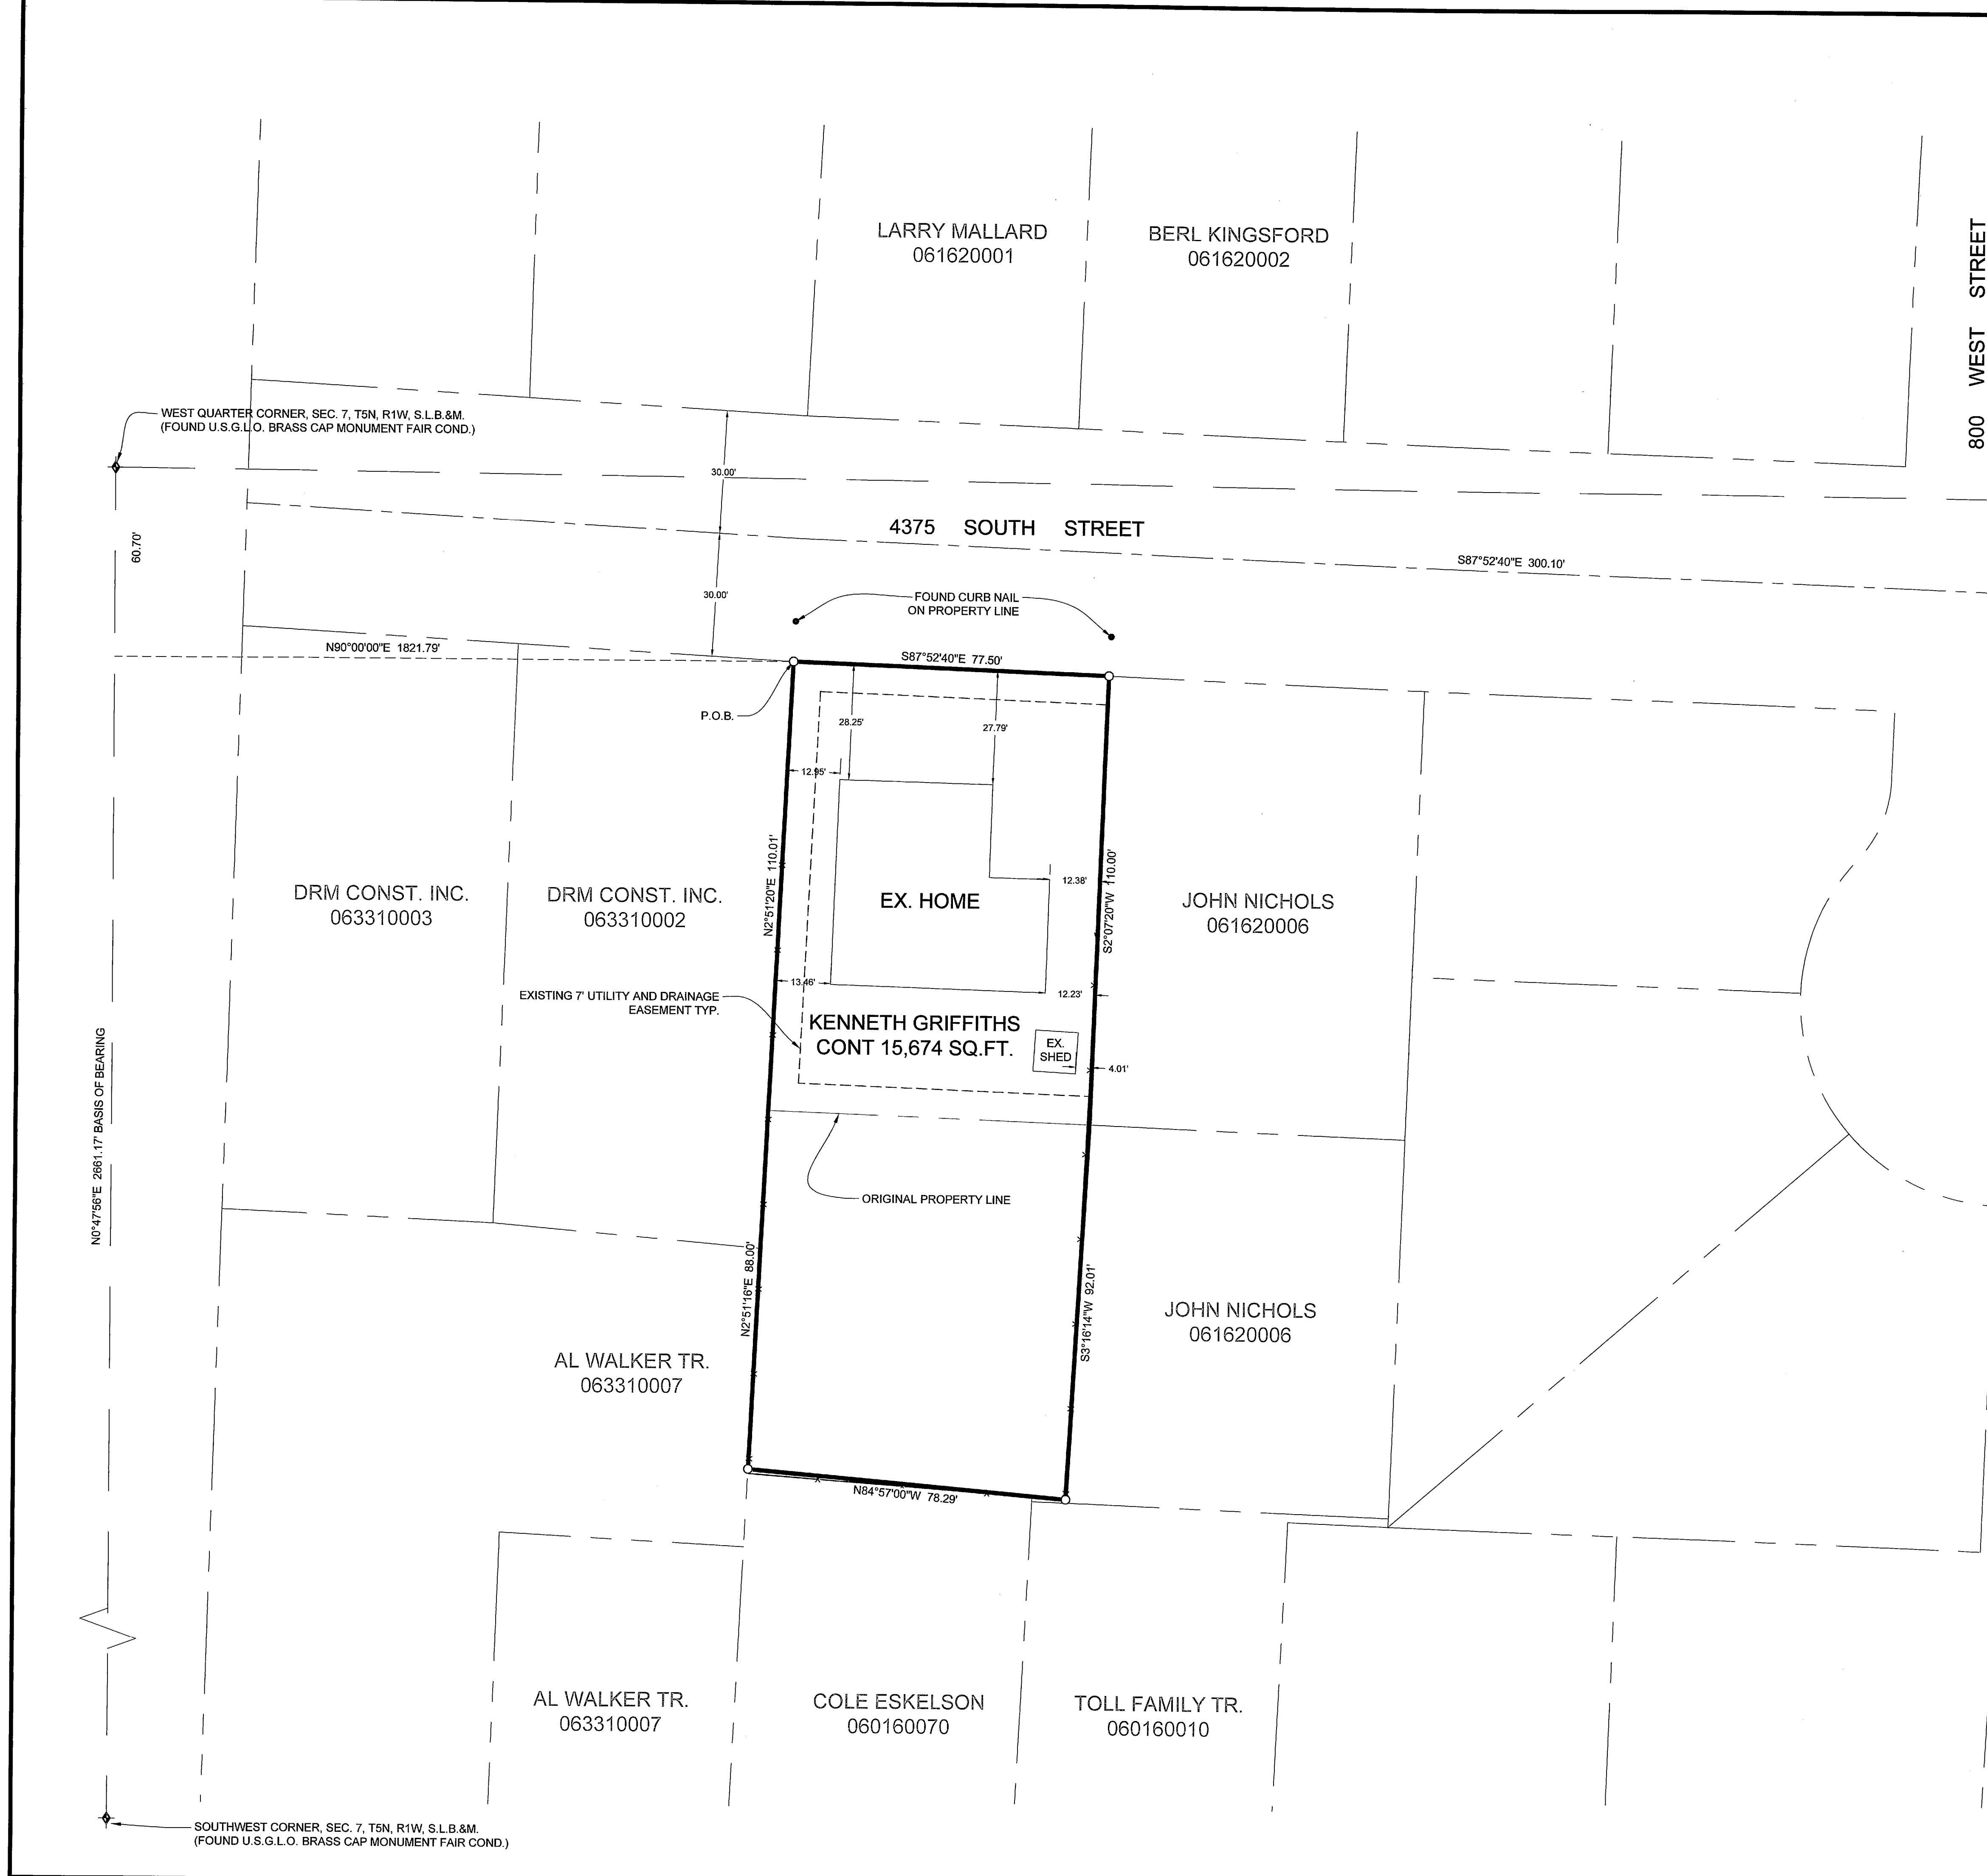 LARRY MALLARD
061620001
BERL KINGSFORD
061620002
800 WEST STREET
WEST QUARTER CORNER, SEC. 7, T5N, R1W, S.L.B.&M.
(FOUND U.S.G.L.O. BRASS CAP MONUMENT FAIR COND.)
30.00'
60.70'
4375 SOUTH STREET
S87°52'40"E 300.10'
30.00'
FOUND CURB NAIL
ON PROPERTY LINE
N90°00'00"E 1821.79'
S87°52'40"E 77.50'
P.O.B.
28.25'
27.79'
12.95'
N2°51'20"E 110.01'
S2°07'20"W 110.00'
12.38'
DRM CONST. INC.
063310003
DRM CONST. INC.
063310002
EX. HOME
JOHN NICHOLS
061620006
13.46'
12.23'
EXISTING 7' UTILITY AND DRAINAGE
EASEMENT TYP.
KENNETH GRIFFITHS
CONT 15,674 SQ.FT.
EX.
SHED
4.01'
N0°47'56"E 2661.17' BASIS OF BEARING
ORIGINAL PROPERTY LINE
N2°51'16"E 88.00'
S3°16'14"W 92.01'
JOHN NICHOLS
061620006
AL WALKER TR.
063310007
N84°57'00"W 78.29'
AL WALKER TR.
063310007
COLE ESKELSON
060160070
TOLL FAMILY TR.
060160010
SOUTHWEST CORNER, SEC. 7, T5N, R1W, S.L.B.&M.
(FOUND U.S.G.L.O. BRASS CAP MONUMENT FAIR COND.)